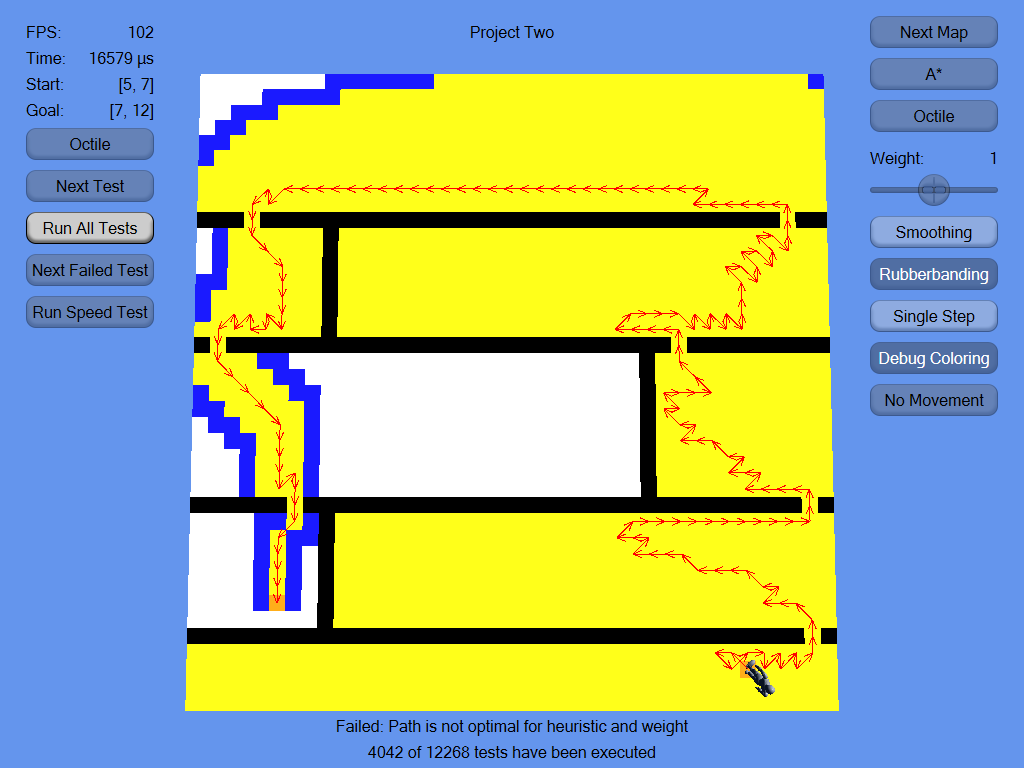 FPS: 102
Time: 16579 µs
Start: [5, 7]
Goal: [7, 12]
Octile
Next Test
Run All Tests
Next Failed Test
Run Speed Test
Project Two
Next Map
A*
Octile
Weight: 1
Smoothing
Rubberbanding
Single Step
Debug Coloring
No Movement
Failed: Path is not optimal for heuristic and weight
4042 of 12268 tests have been executed